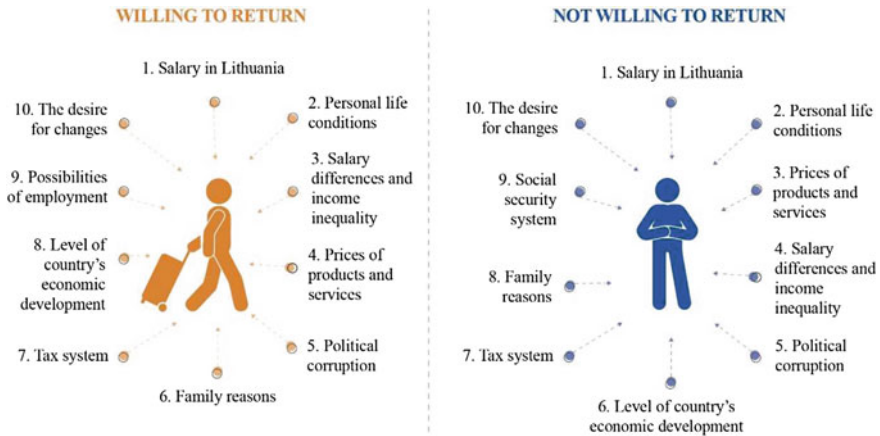 WILLING TO RETURN
1. Salary in Lithuania
2. Personal life
conditions
3. Salary
differences and
income
inequality
4. Prices of
products and
services
5. Political
corruption
6. Family reasons
7. Tax system
8. Level of
country's
economic
development
9. Possibilities
of employment
10. The desire
for changes
NOT WILLING TO RETURN
1. Salary in Lithuania
2. Personal life
conditions
3. Prices of
products and
services
4. Salary
differences and
income
inequality
5. Political
corruption
6. Level of country's
economic development
7. Tax system
8. Family
reasons
9. Social
security
system
10. The desire
for changes